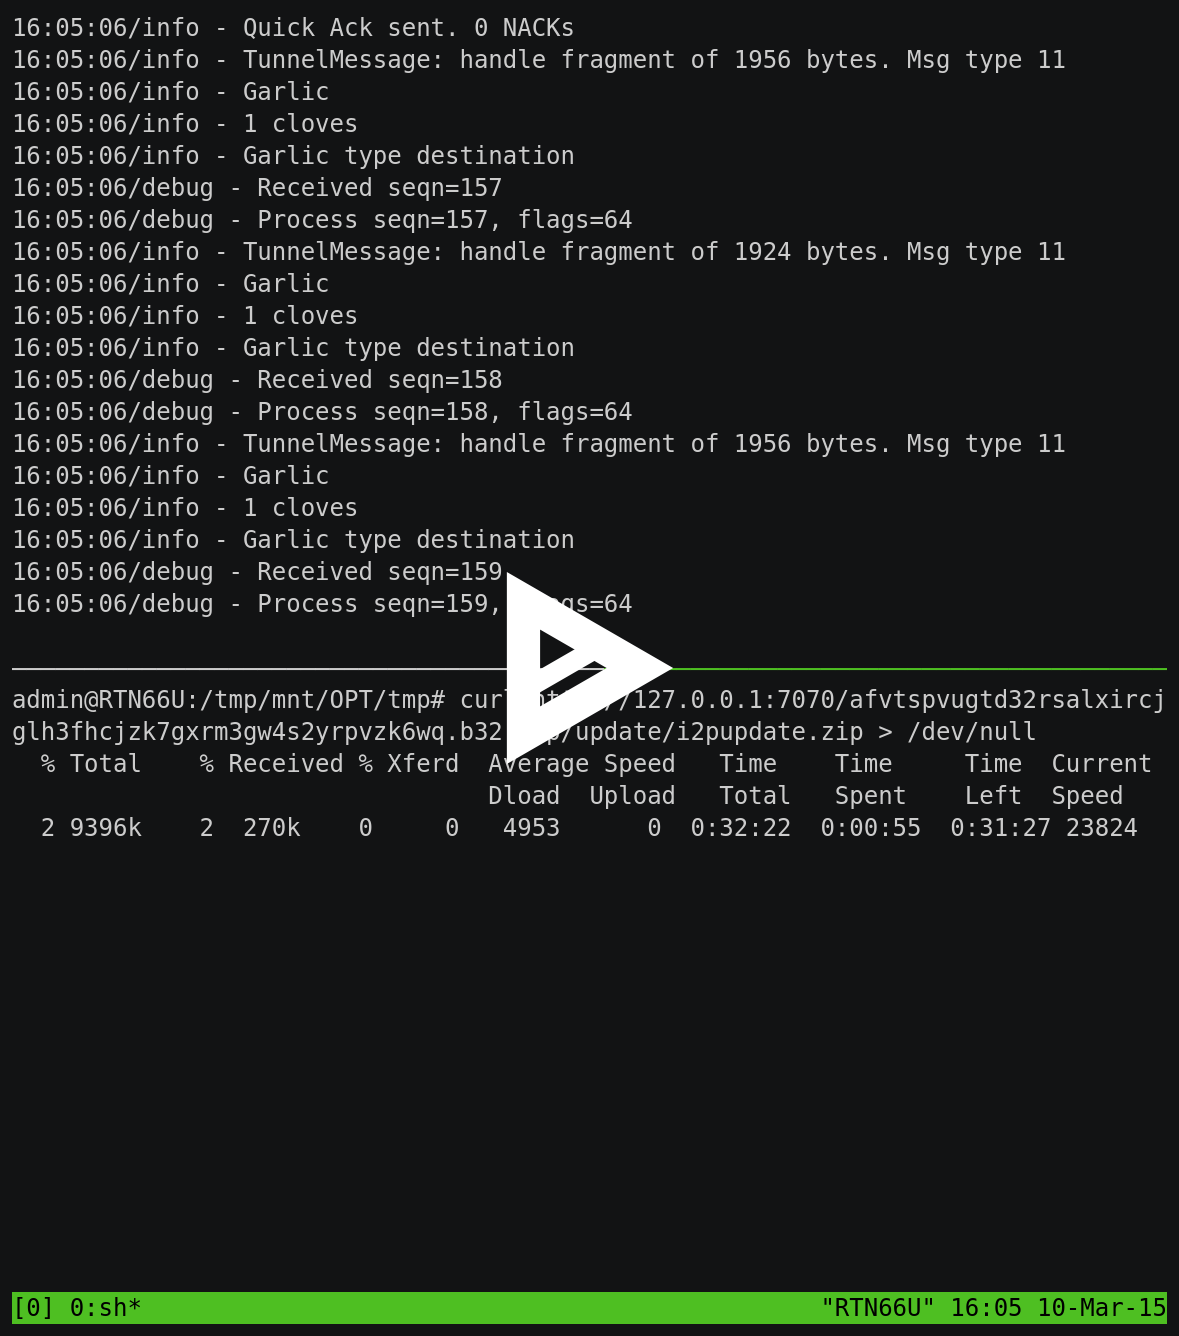 16:05:06/info - Quick Ack sent. 0 NACKs
16:05:06/info - TunnelMessage: handle fragment of 1956 bytes. Msg type 11
16:05:06/info - Garlic
16:05:06/info - 1 cloves
16:05:06/info - Garlic type destination
16:05:06/debug - Received seqn=157
16:05:06/debug - Process seqn=157, flags=64
16:05:06/info - TunnelMessage: handle fragment of 1924 bytes. Msg type 11
16:05:06/info - Garlic
16:05:06/info - 1 cloves
16:05:06/info - Garlic type destination
16:05:06/debug - Received seqn=158
16:05:06/debug - Process seqn=158, flags=64
16:05:06/info - TunnelMessage: handle fragment of 1956 bytes. Msg type 11
16:05:06/info - Garlic
16:05:06/info - 1 cloves
16:05:06/info - Garlic type destination
16:05:06/debug - Received seqn=159
16:05:06/debug - Process seqn=159, flags=64
admin@RTN66U:/tmp/mnt/OPT/tmp# curl //127.0.0.1:7070/afvtspvugtd32rsalxircj
glh3fhcjzk7gxrm3gw4s2yrpvzk6wq.b32 /update/i2pupdate.zip > /dev/null
% Total % Received % Xferd Average Speed Time Time Time Current
Dload Upload Total Spent Left Speed
2 9396k 2 270k 0 0 4953 0 0:32:22 0:00:55 0:31:27 23824
[0] 0:sh* "RTN66U" 16:05 10-Mar-15